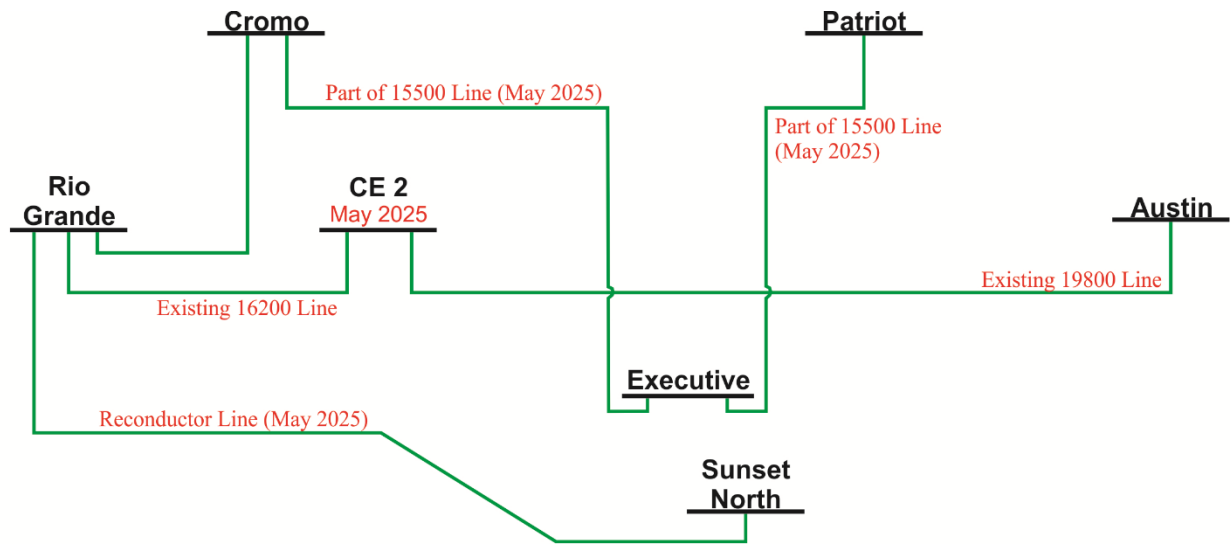 Cromo
Patriot
Part of 15500 Line (May 2025)
Part of 15500 Line
(May 2025)
Rio
Grande
CE 2
May 2025
Austin
Existing 16200 Line
Existing 19800 Line
Executive
Reconductor Line (May 2025)
Sunset
North